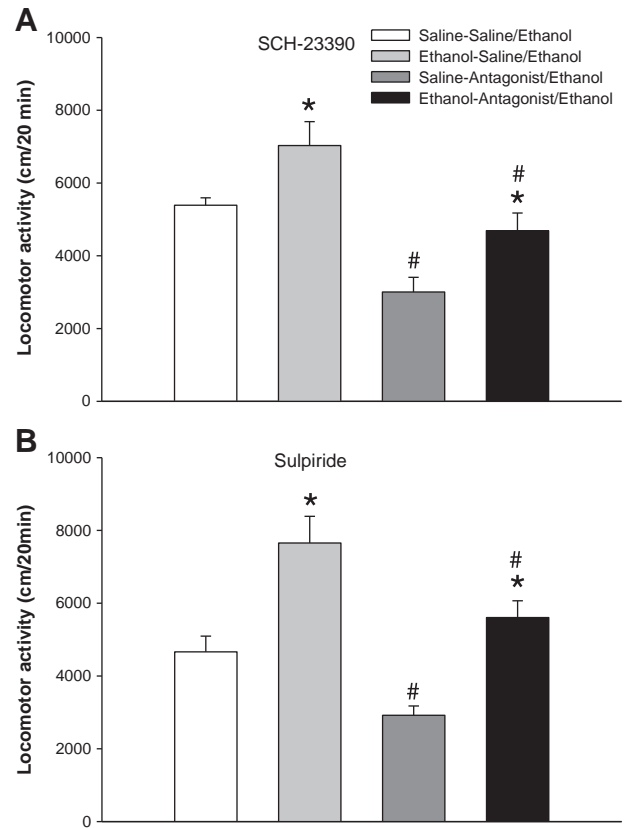 A
SCH-23390
Saline-Saline/Ethanol
Ethanol-Saline/Ethanol
Saline-Antagonist/Ethanol
Ethanol-Antagonist/Ethanol
Locomotor activity (cm/20 min)
10000
8000
6000
4000
2000
0
*
#
#
*
B
Sulpiride
Locomotor activity (cm/20min)
10000
8000
6000
4000
2000
0
*
#
#
*